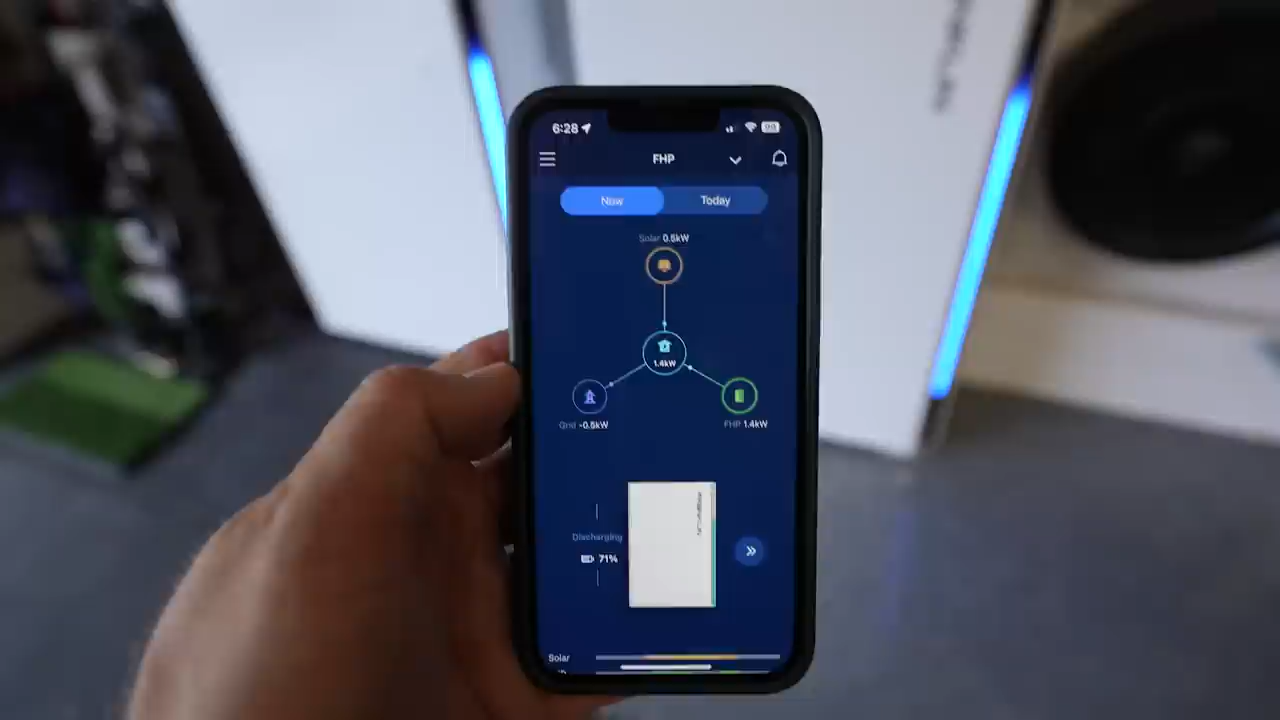 6:28
99
FHP
Now
Today
Solar 0.5kW
1.4kW
Grid -0.5kW
FHP 1.4kW
Discharging
71%
Solar